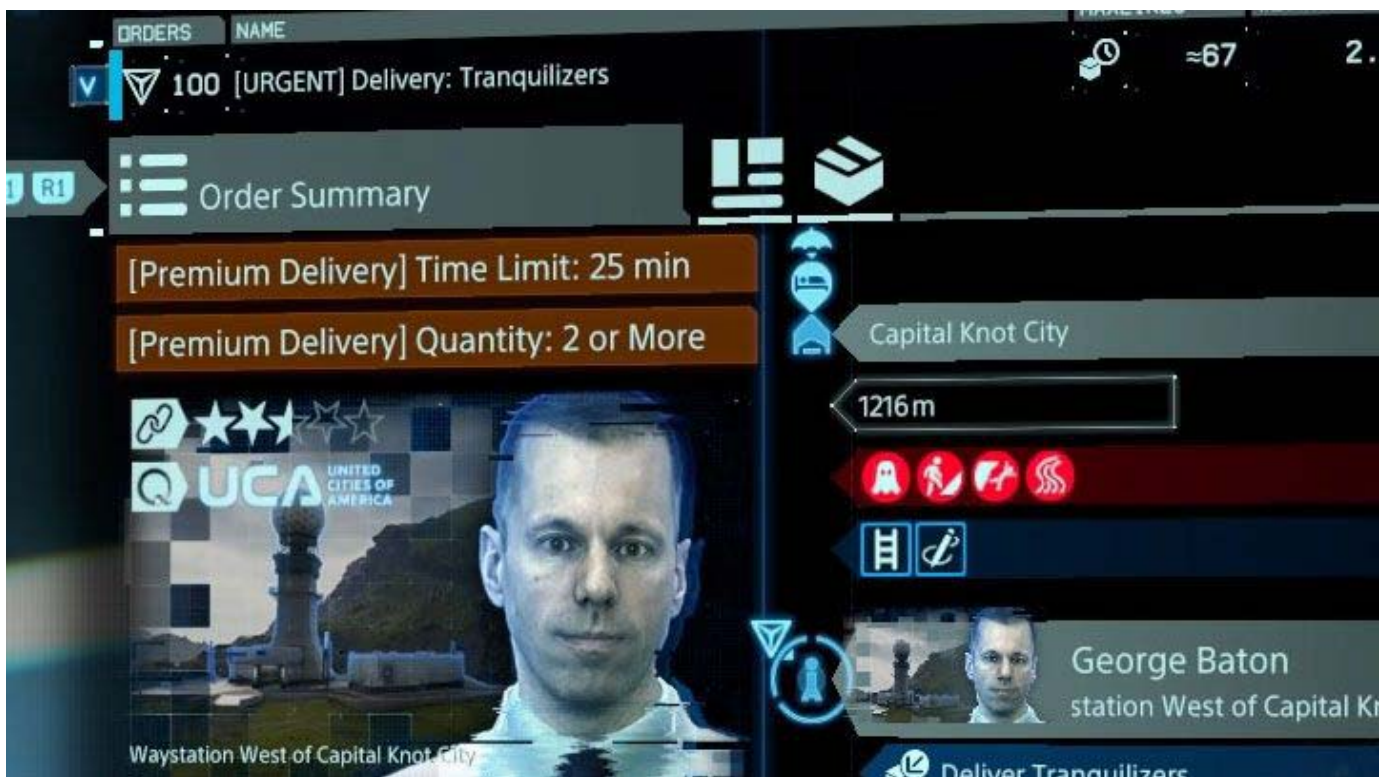 ORDERS NAME
100 [URGENT] Delivery: Tranquilizers ≈67 2.
R1
Order Summary
[Premium Delivery] Time Limit: 25 min
[Premium Delivery] Quantity: 2 or More
Capital Knot City
1216m
UCA UNITED CITIES OF AMERICA
Waystation West of Capital Knot City
George Baton
station West of Capital Kn
Deliver Tranquilizers